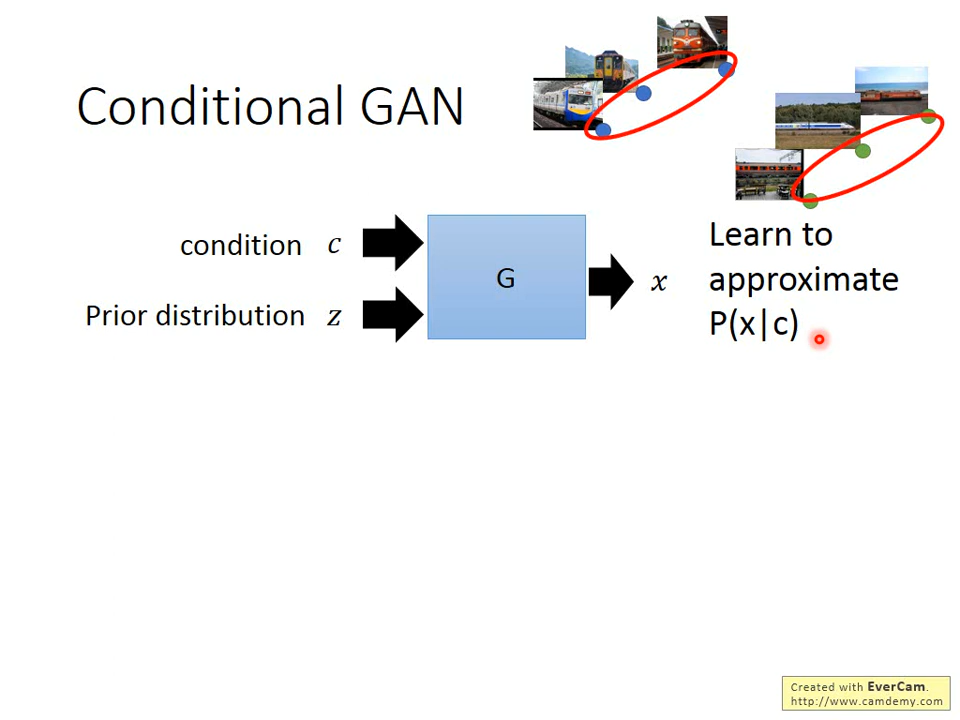 Conditional GAN
condition c
Prior distribution z
G
x
Learn to
approximate
P(x|c)
Created with EverCam.
http://www.camdemy.com